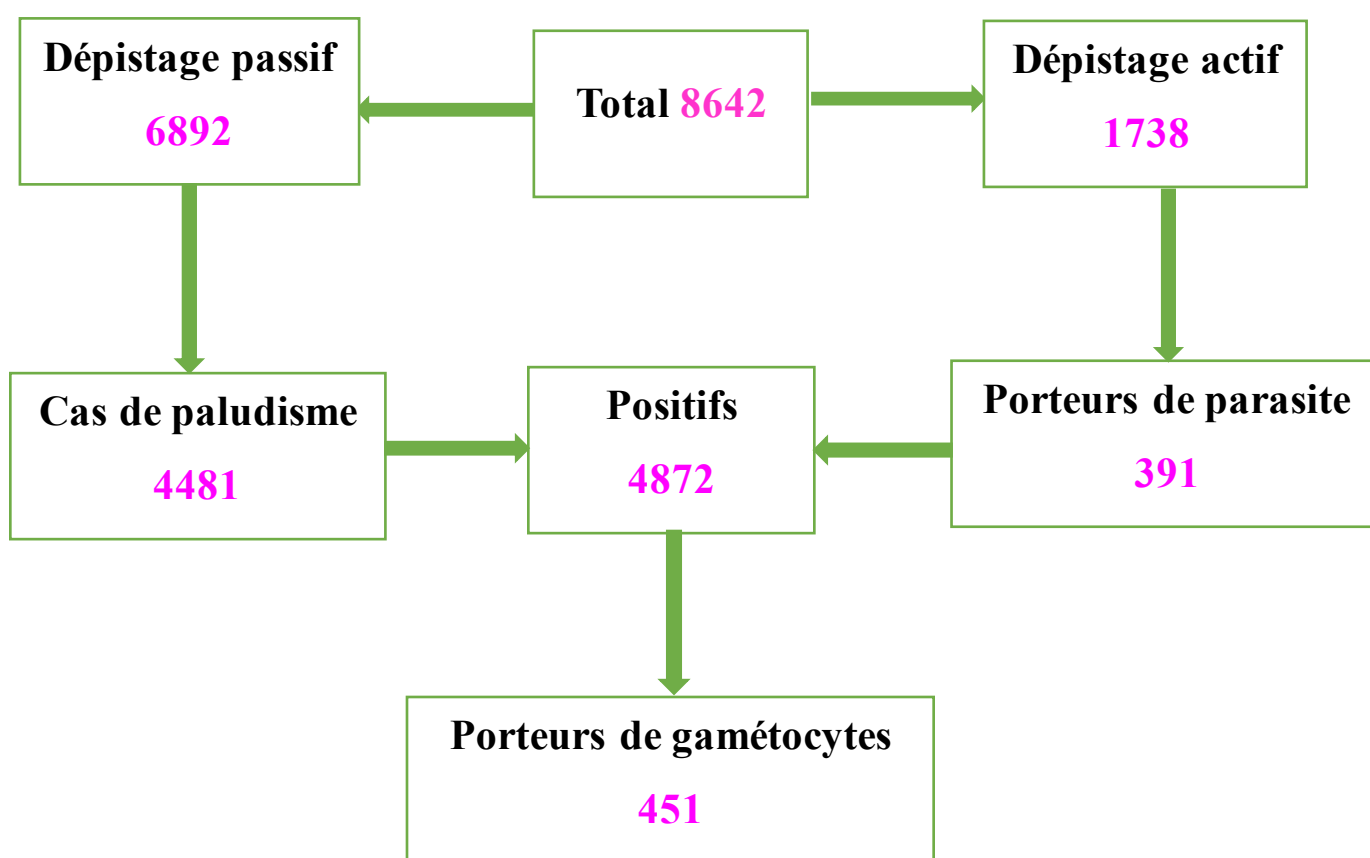 Dépistage passif
6892
Total 8642
Dépistage actif
1738
Cas de paludisme
4481
Positifs
4872
Porteurs de parasite
391
Porteurs de gamétocytes
451